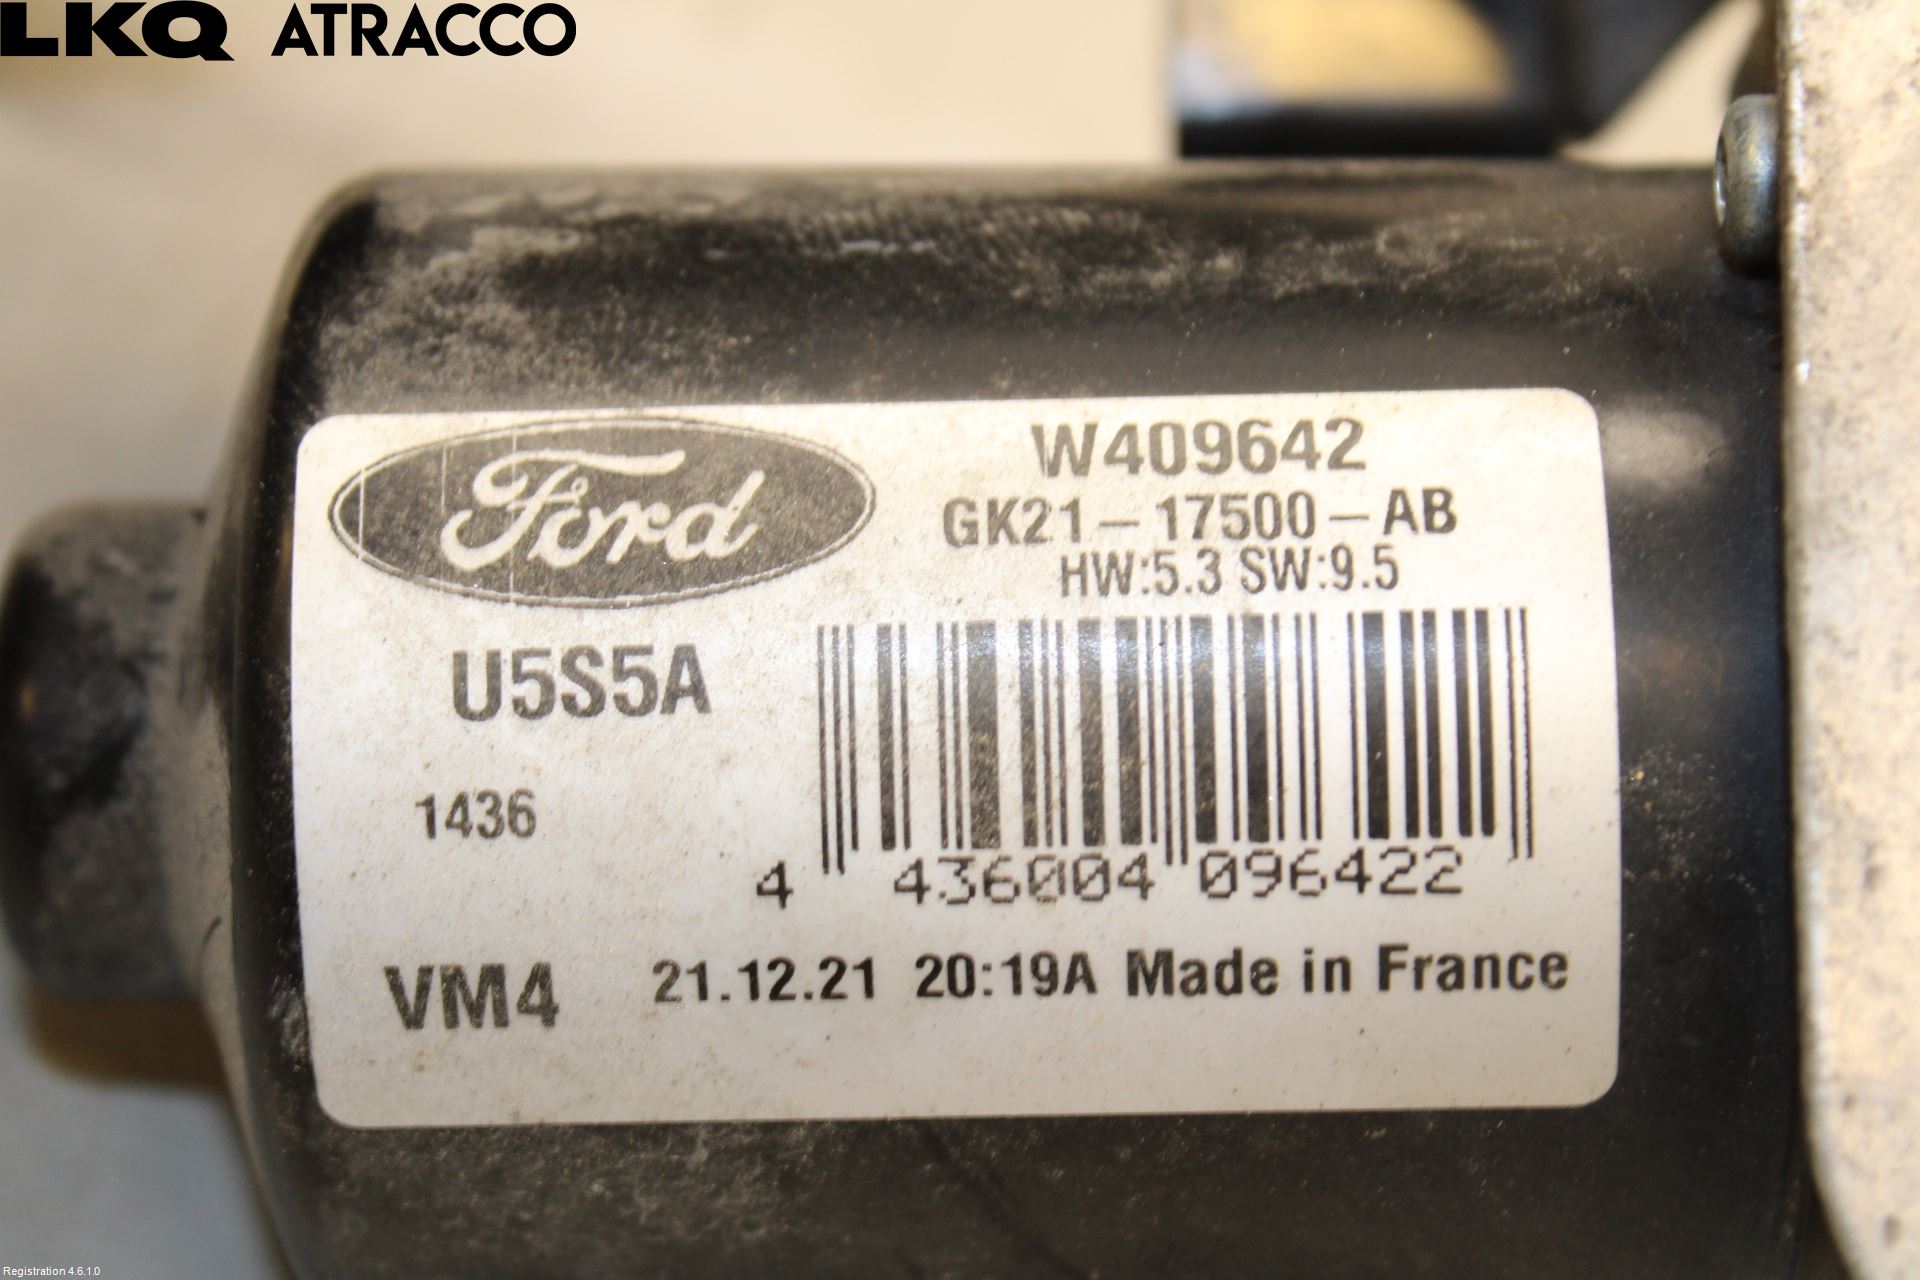 LKQ ATRACCO
Ford
W409642
GK21-17500-AB
HW:5.3 SW:9.5
U5S5A
1436
4 436004 096422
VM4 21.12.21 20:19A Made in France
Registration 4.6.1.0